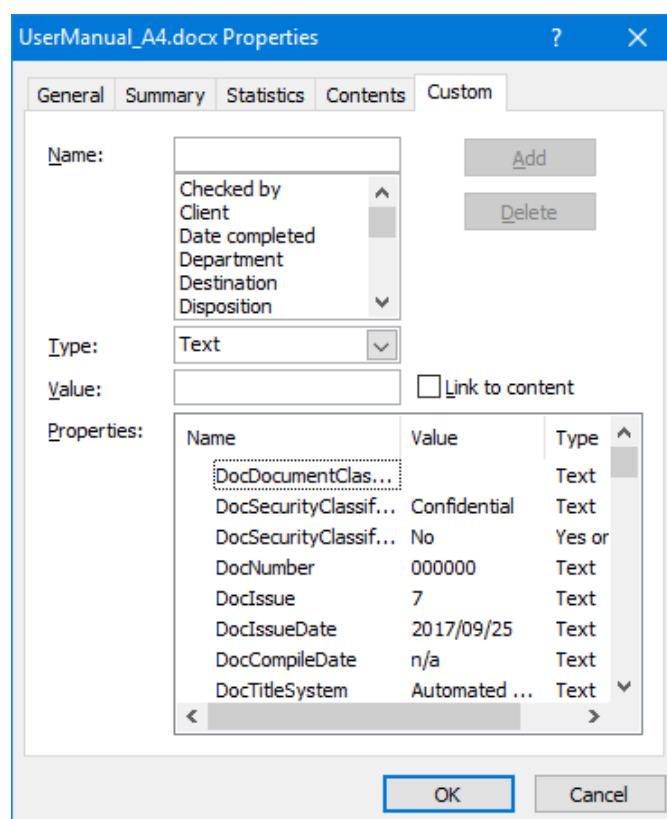 UserManual_A4.docx Properties ?
General Summary Statistics Contents Custom
Name: Add
Checked by
Client
Date completed
Department
Destination
Disposition
Delete
Type: Text
Value: Link to content
Properties: Name Value Type
DocDocumentClas... Text
DocSecurityClassif... Confidential Text
DocSecurityClassif... No Yes or
DocNumber 000000 Text
DocIssue 7 Text
DocIssueDate 2017/09/25 Text
DocCompileDate n/a Text
DocTitleSystem Automated ... Text
OK Cancel